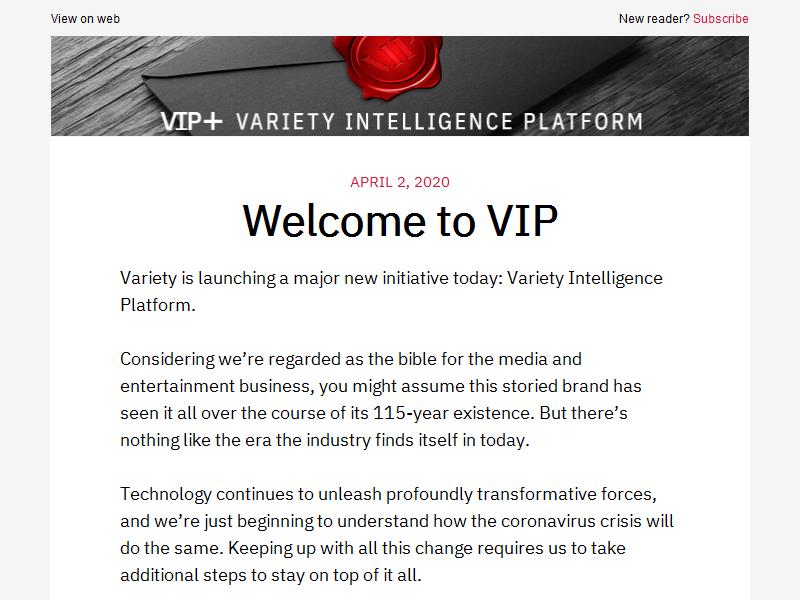 View on web
New reader? Subscribe
VIP
VIP+ VARIETY INTELLIGENCE PLATFORM
APRIL 2, 2020
Welcome to VIP
Variety is launching a major new initiative today: Variety Intelligence
Platform.
Considering we’re regarded as the bible for the media and
entertainment business, you might assume this storied brand has
seen it all over the course of its 115-year existence. But there’s
nothing like the era the industry finds itself in today.
Technology continues to unleash profoundly transformative forces,
and we’re just beginning to understand how the coronavirus crisis will
do the same. Keeping up with all this change requires us to take
additional steps to stay on top of it all.